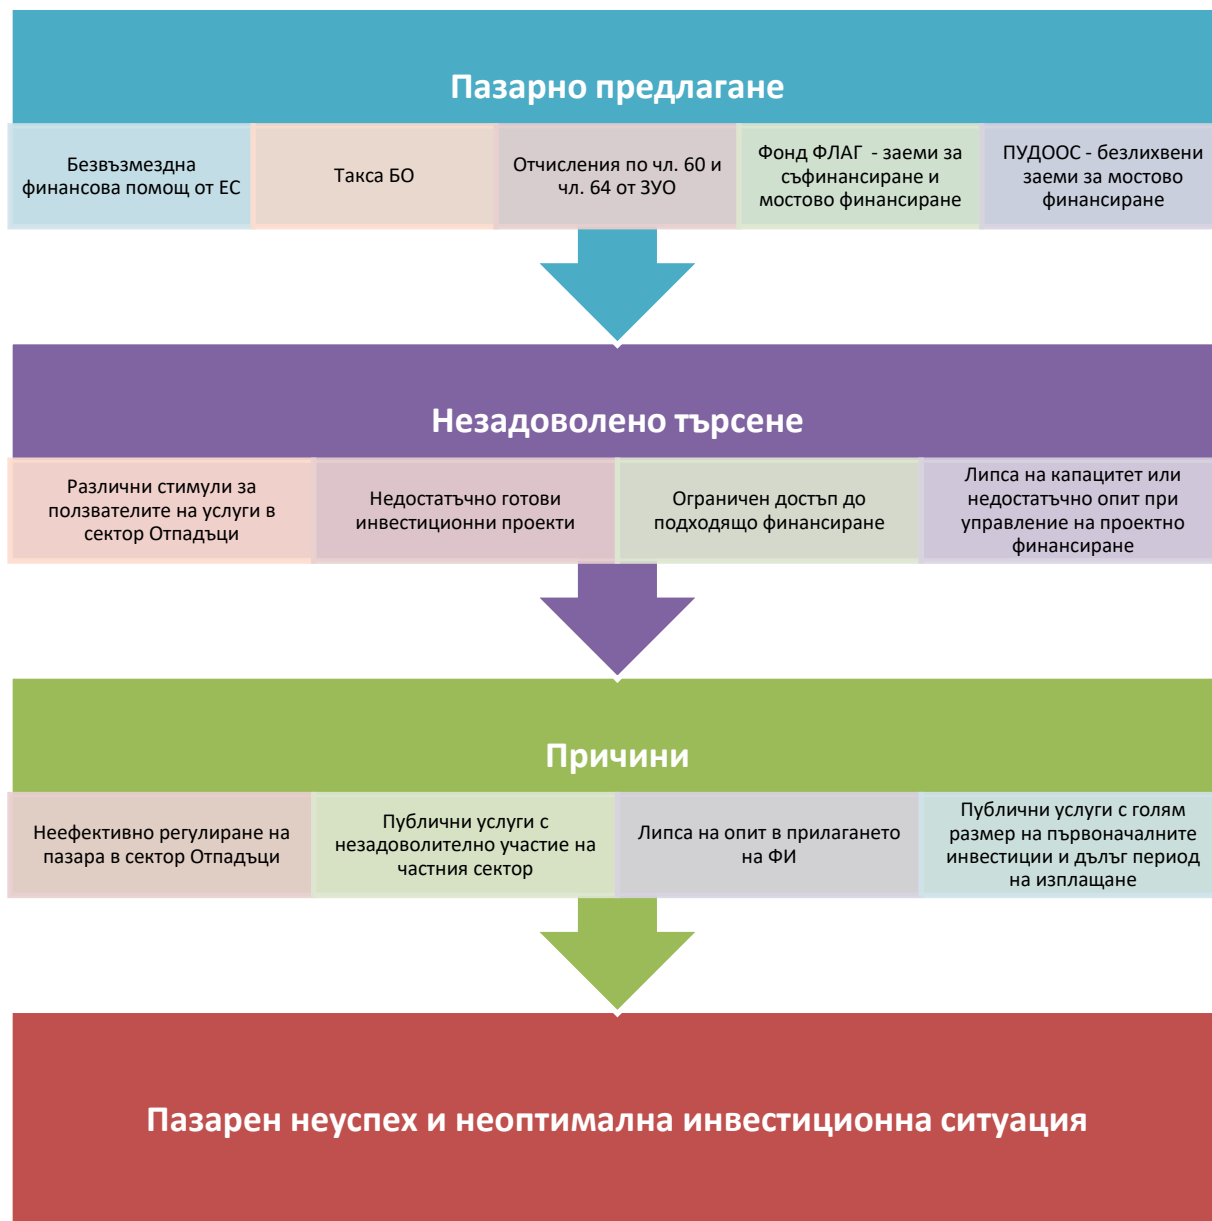 Пазарно предлагане
Безвъзмездна
финансова помощ от ЕС
Такса БО
Отчисления по чл. 60 и
чл. 64 от ЗУО
Фонд ФЛАГ - заеми за
съфинансиране и
мостово финансиране
ПУДООС - безлихвени
заеми за мостово
финансиране
Незадоволено търсене
Различни стимули за
ползвателите на услуги в
сектор Отпадъци
Недостатъчно готови
инвестиционни проекти
Ограничен достъп до
подходящо финансиране
Липса на капацитет или
недостатъчно опит при
управление на проектно
финансиране
Причини
Неефективно регулиране на
пазара в сектор Отпадъци
Публични услуги с
незадоволително участие на
частния сектор
Липса на опит в прилагането
на ФИ
Публични услуги с голям
размер на първоначалните
инвестиции и дълъг период
на изплащане
Пазарен неуспех и неоптимална инвестиционна ситуация